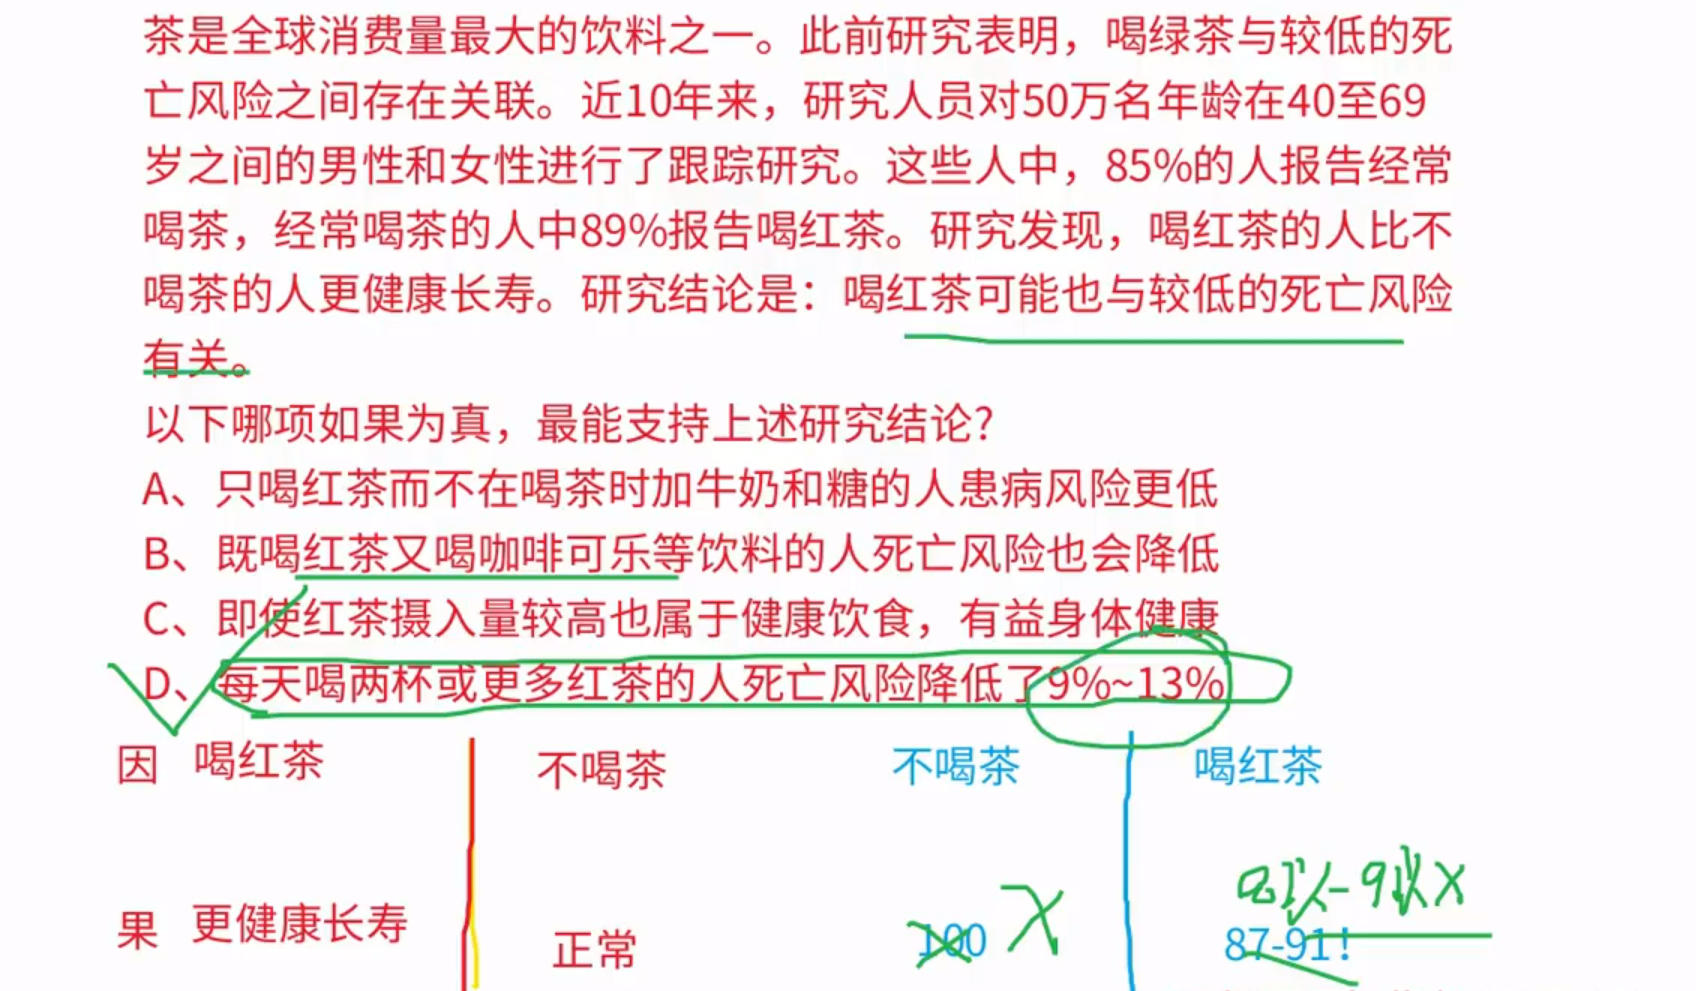 茶是全球消费量最大的饮料之一。此前研究表明，喝绿茶与较低的死
亡风险之间存在关联。近10年来，研究人员对50万名年龄在40至69
岁之间的男性和女性进行了跟踪研究。这些人中，85%的人报告经常
喝茶，经常喝茶的人中89%报告喝红茶。研究发现，喝红茶的人比不
喝茶的人更健康长寿。研究结论是：喝红茶可能也与较低的死亡风险
有关。
以下哪项如果为真，最能支持上述研究结论?
A、只喝红茶而不在喝茶时加牛奶和糖的人患病风险更低
B、既喝红茶又喝咖啡可乐等饮料的人死亡风险也会降低
C、即使红茶摄入量较高也属于健康饮食，有益身体健康
D、每天喝两杯或更多红茶的人死亡风险降低了9%~13%
因 喝红茶 不喝茶 不喝茶 喝红茶
果 更健康长寿 正常 100 X 87-91!